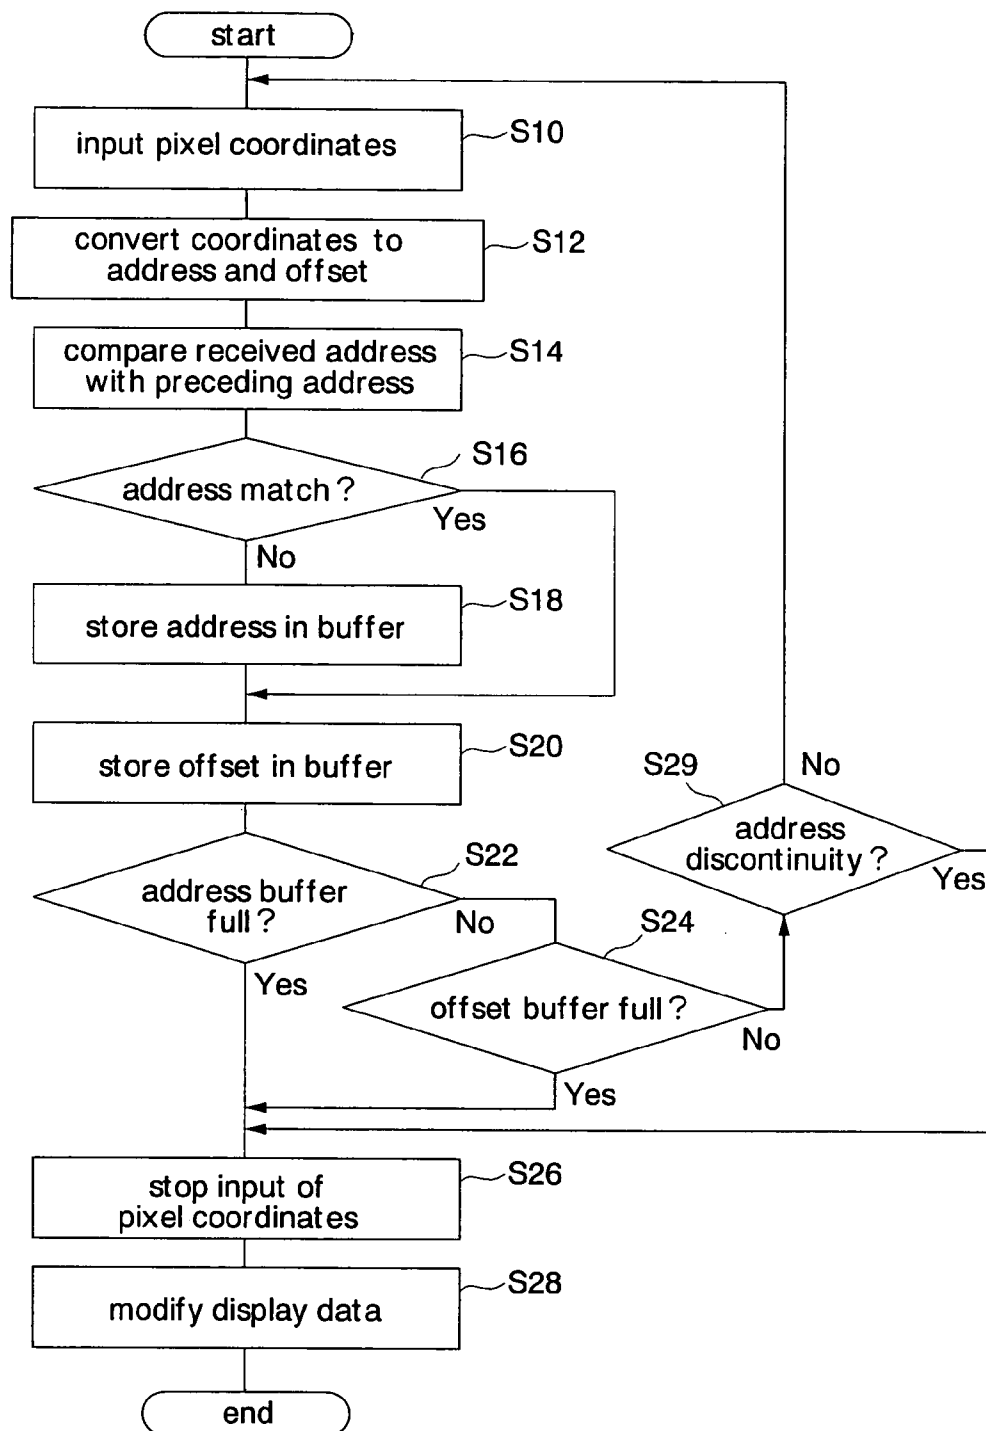 start
input pixel coordinates
S10
convert coordinates to
address and offset
S12
compare received address
with preceding address
S14
address match?
S16
Yes
No
store address in buffer
S18
store offset in buffer
S20
address buffer
full?
S22
No
Yes
offset buffer full?
S24
No
Yes
address
discontinuity?
S29
No
Yes
stop input of
pixel coordinates
S26
modify display data
S28
end